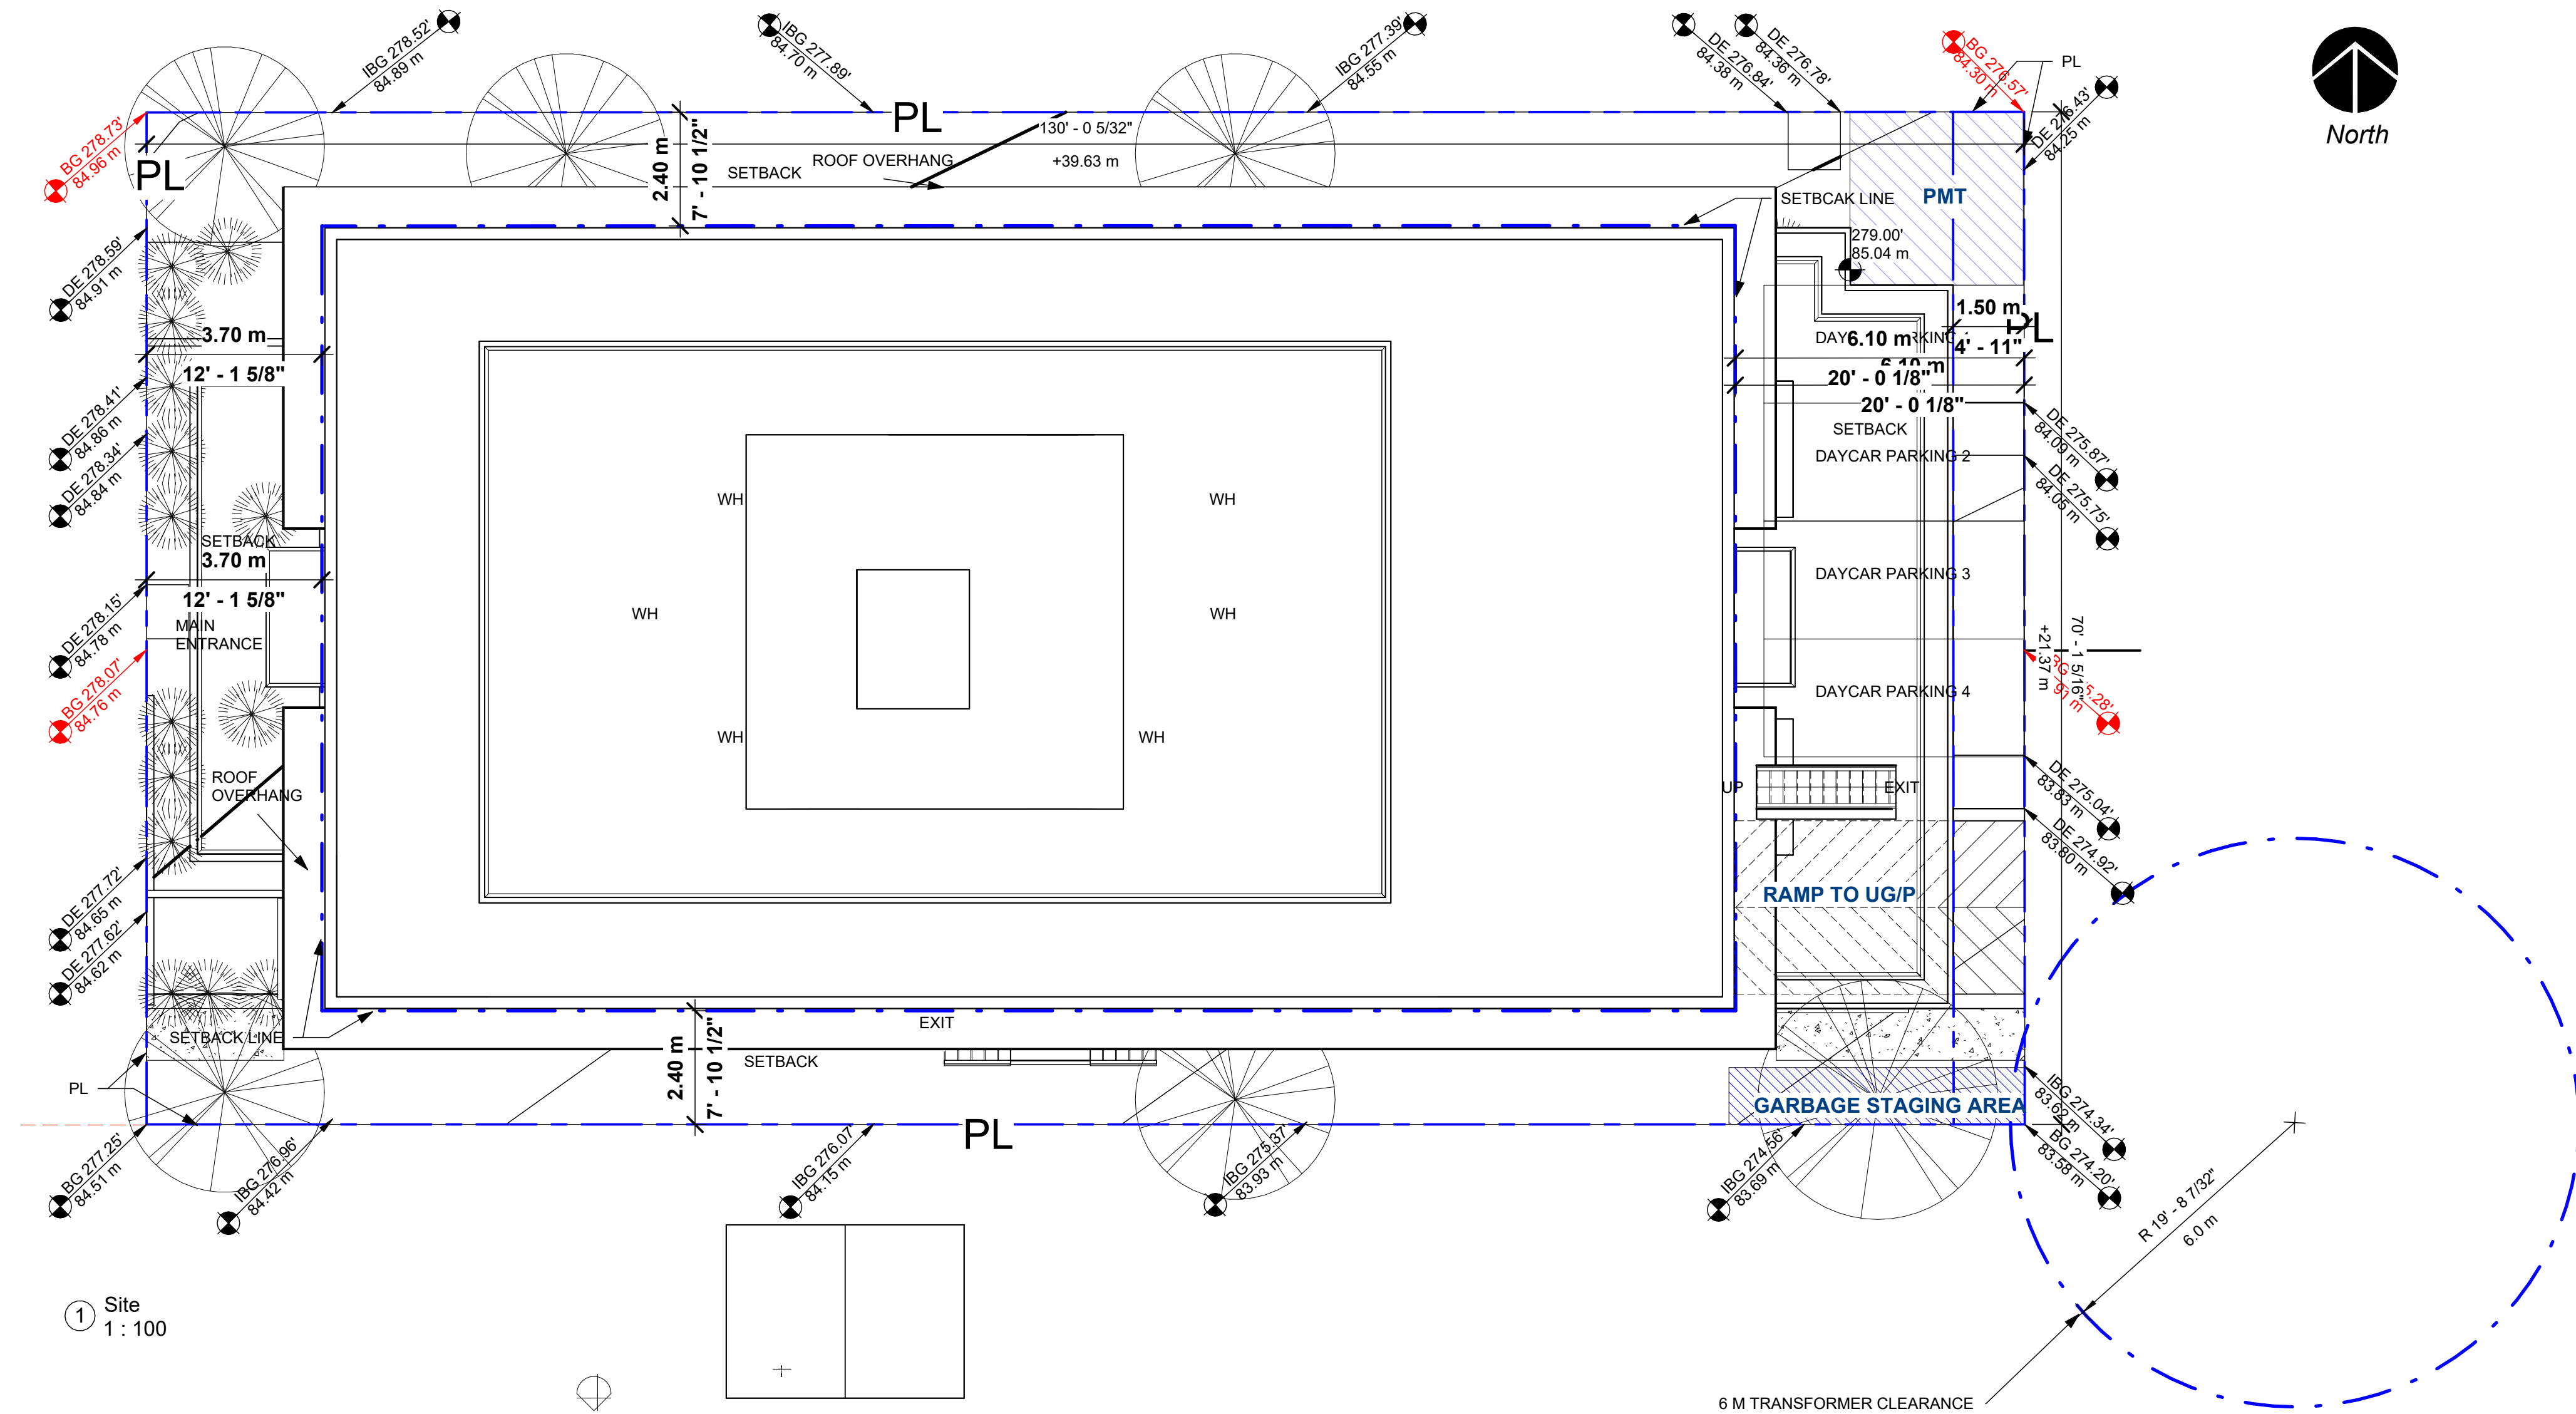 IBG 278.52'
84.89 m
IBG 277.89'
84.70 m
IBG 277.39'
84.55 m
DE 276.84'
84.38 m
DE 276.78'
84.36 m
BG 276.57'
84.30 m
PL
DE 276.43'
84.25 m
North
BG 278.73'
84.96 m
PL
PL
2.40 m
7' - 10 1/2"
SETBACK
ROOF OVERHANG
130' - 0 5/32"
+39.63 m
SETBCAK LINE
PMT
279.00'
85.04 m
DE 278.59'
84.91 m
3.70 m
12' - 1 5/8"
1.50 m
4' - 11"
PL
6.10 m
20' - 0 1/8"
6.10 m
20' - 0 1/8"
SETBACK
DAYCAR PARKING 2
DE 278.41'
84.86 m
DE 278.34'
84.84 m
DE 275.87'
84.09 m
DE 275.75'
84.05 m
WH
WH
SETBACK
3.70 m
12' - 1 5/8"
DAYCAR PARKING 3
WH
WH
DE 278.15'
84.78 m
MAIN
ENTRANCE
70' - 1 5/16"
+21.37 m
BG 278.07'
84.76 m
DAYCAR PARKING 4
WH
WH
ROOF
OVERHANG
UP
EXIT
DE 275.04'
83.83 m
DE 274.92'
83.80 m
RAMP TO UG/P
DE 277.72'
84.65 m
DE 277.62'
84.62 m
SETBACK LINE
EXIT
2.40 m
7' - 10 1/2"
SETBACK
PL
GARBAGE STAGING AREA
IBG 274.34'
83.62 m
PL
BG 277.25'
84.51 m
IBG 276.96'
84.42 m
IBG 276.07'
84.15 m
IBG 275.37'
83.93 m
IBG 274.56'
83.69 m
BG 274.20'
83.58 m
R 19' - 8 7/32"
6.0 m
1
Site
1 : 100
6 M TRANSFORMER CLEARANCE